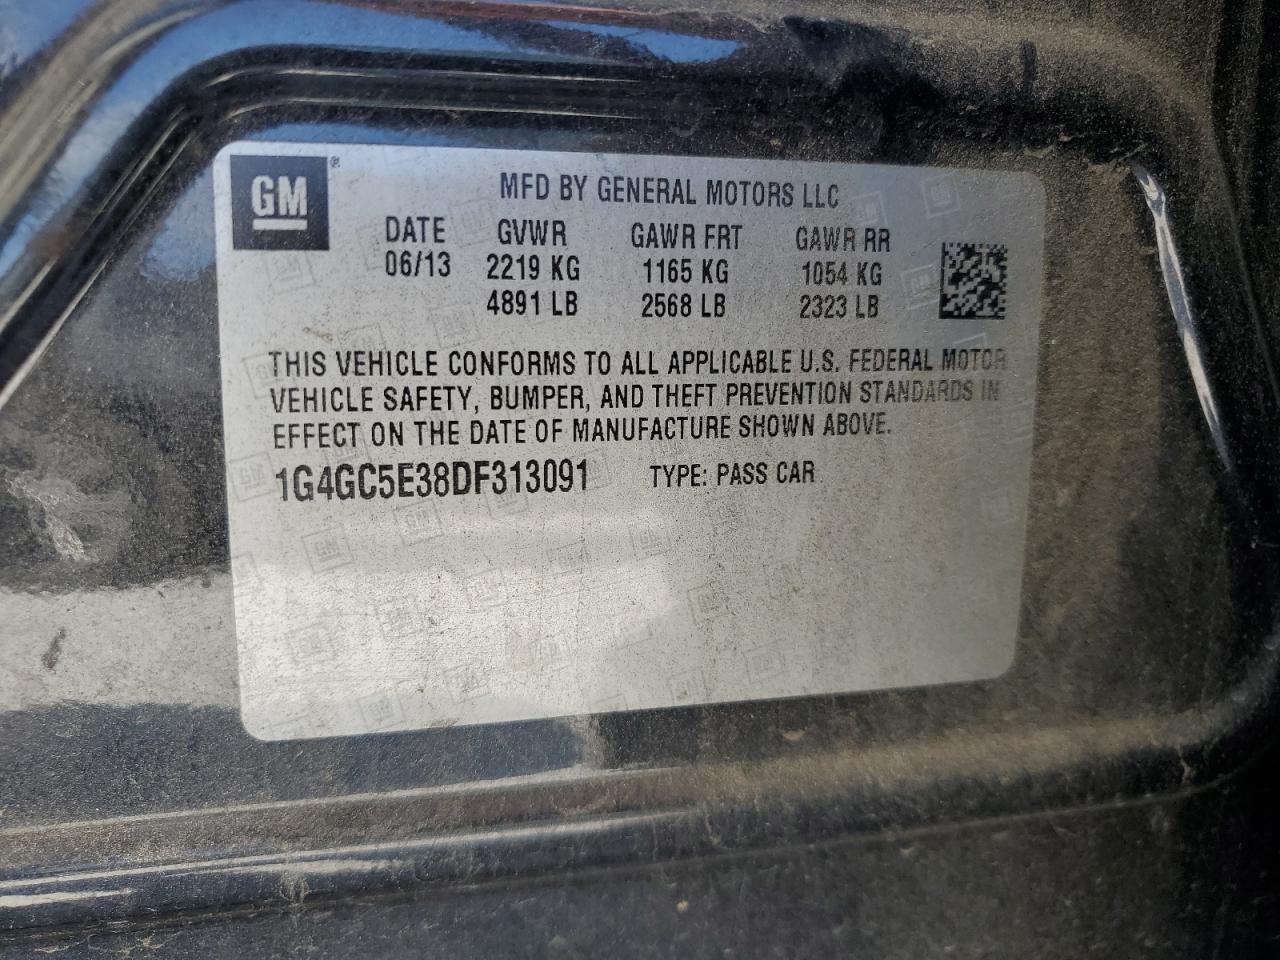 GM ®
MFD BY GENERAL MOTORS LLC
DATE GVWR GAWR FRT GAWR RR
06/13 2219 KG 1165 KG 1054 KG
4891 LB 2568 LB 2323 LB
THIS VEHICLE CONFORMS TO ALL APPLICABLE U.S. FEDERAL MOTOR
VEHICLE SAFETY, BUMPER, AND THEFT PREVENTION STANDARDS IN
EFFECT ON THE DATE OF MANUFACTURE SHOWN ABOVE.
1G4GC5E38DF313091 TYPE: PASS CAR